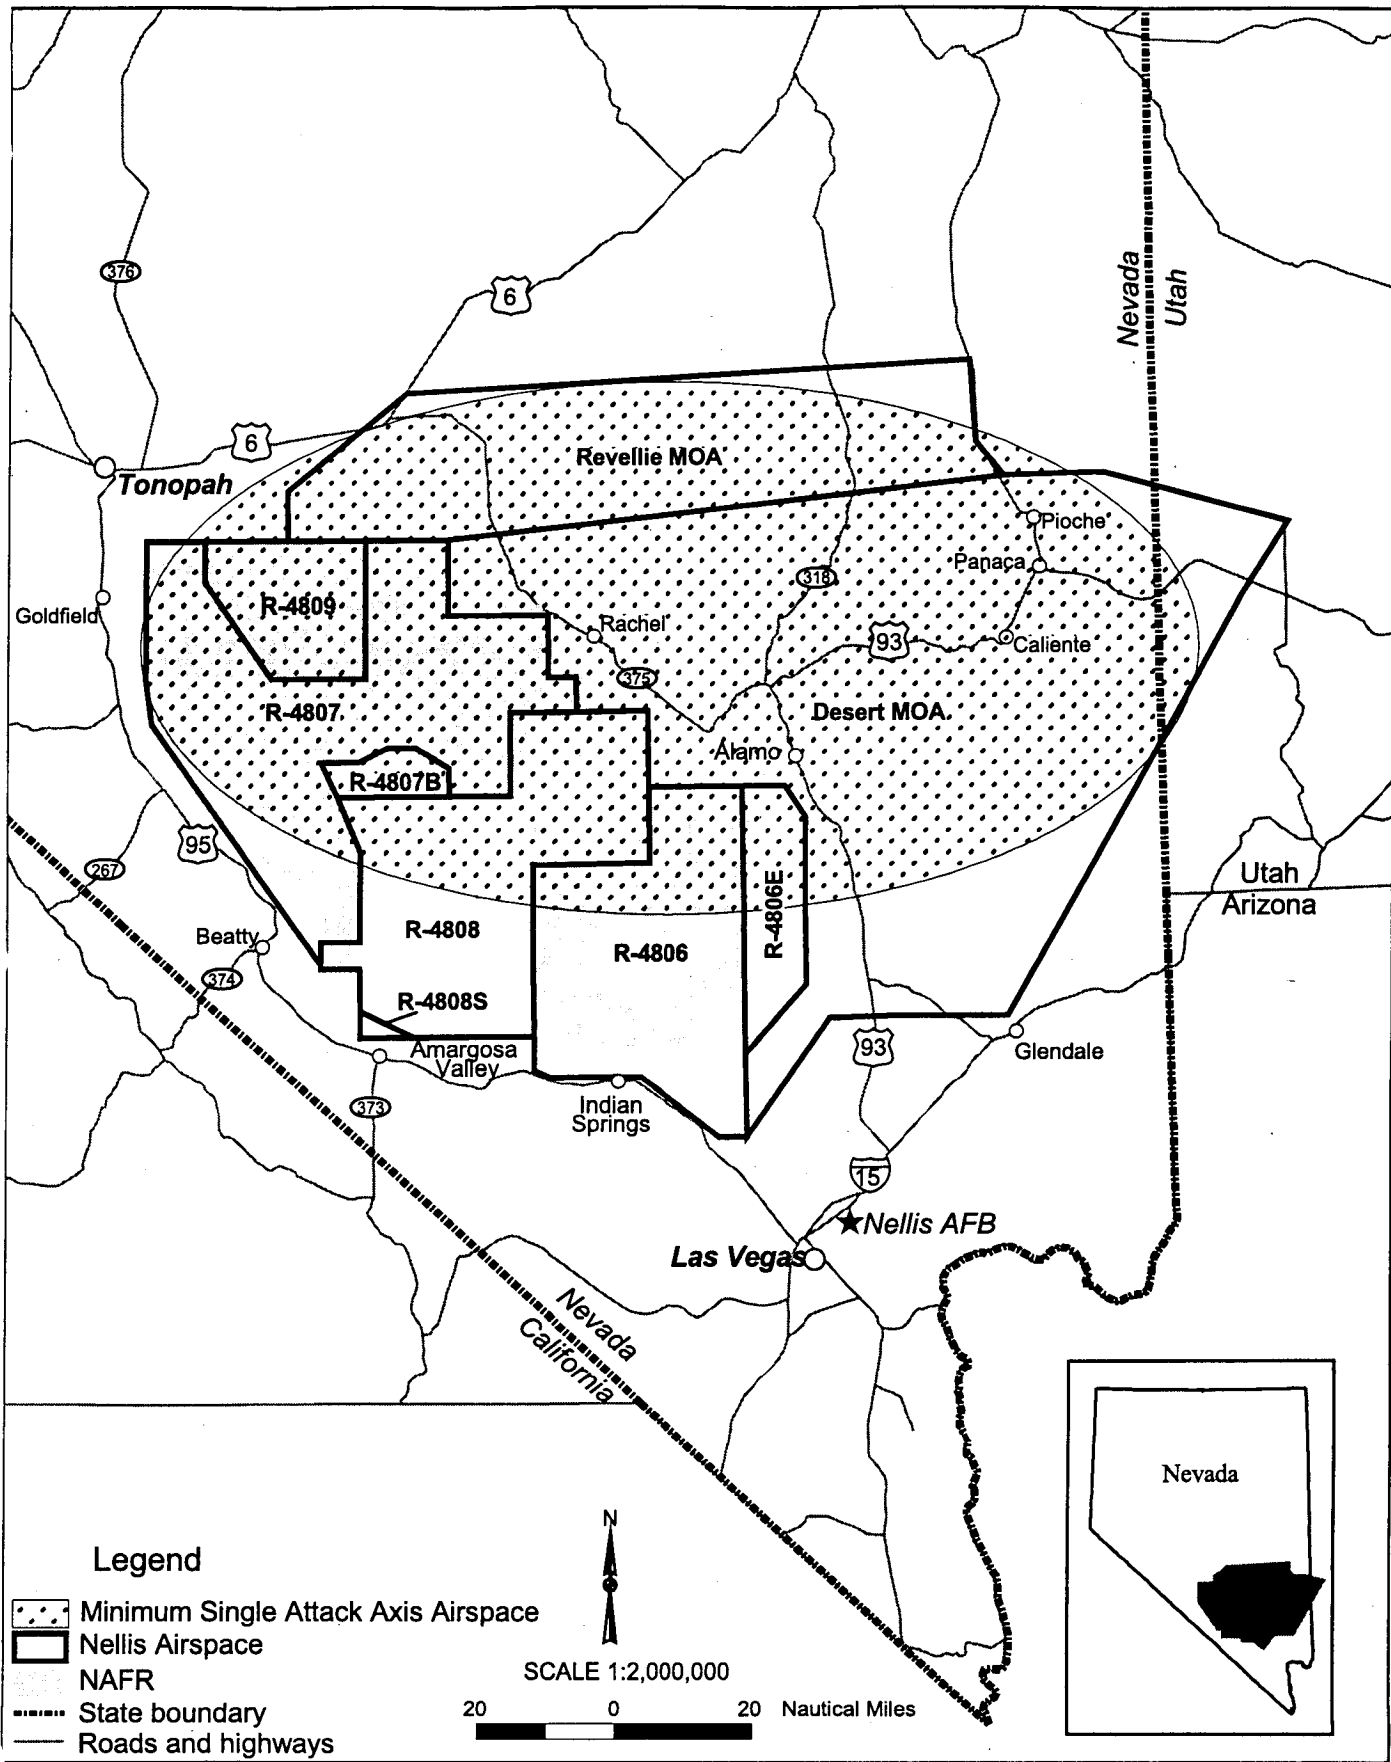 376
6
Nevada
Utah
6
Revellie MOA
Tonopah
Pioche
Panaca
318
R-4809
Goldfield
Rachel
93
Caliente
375
R-4807
Desert MOA
Alamo
R-4807B
95
267
Utah
Arizona
R-4806E
Beatty
R-4808
R-4806
374
R-4808S
Amargosa
Valley
93
Glendale
373
Indian
Springs
15
Nellis AFB
Las Vegas
Nevada
California
Nevada
N
Legend
Minimum Single Attack Axis Airspace
Nellis Airspace
NAFR
State boundary
Roads and highways
SCALE 1:2,000,000
20 0 20 Nautical Miles